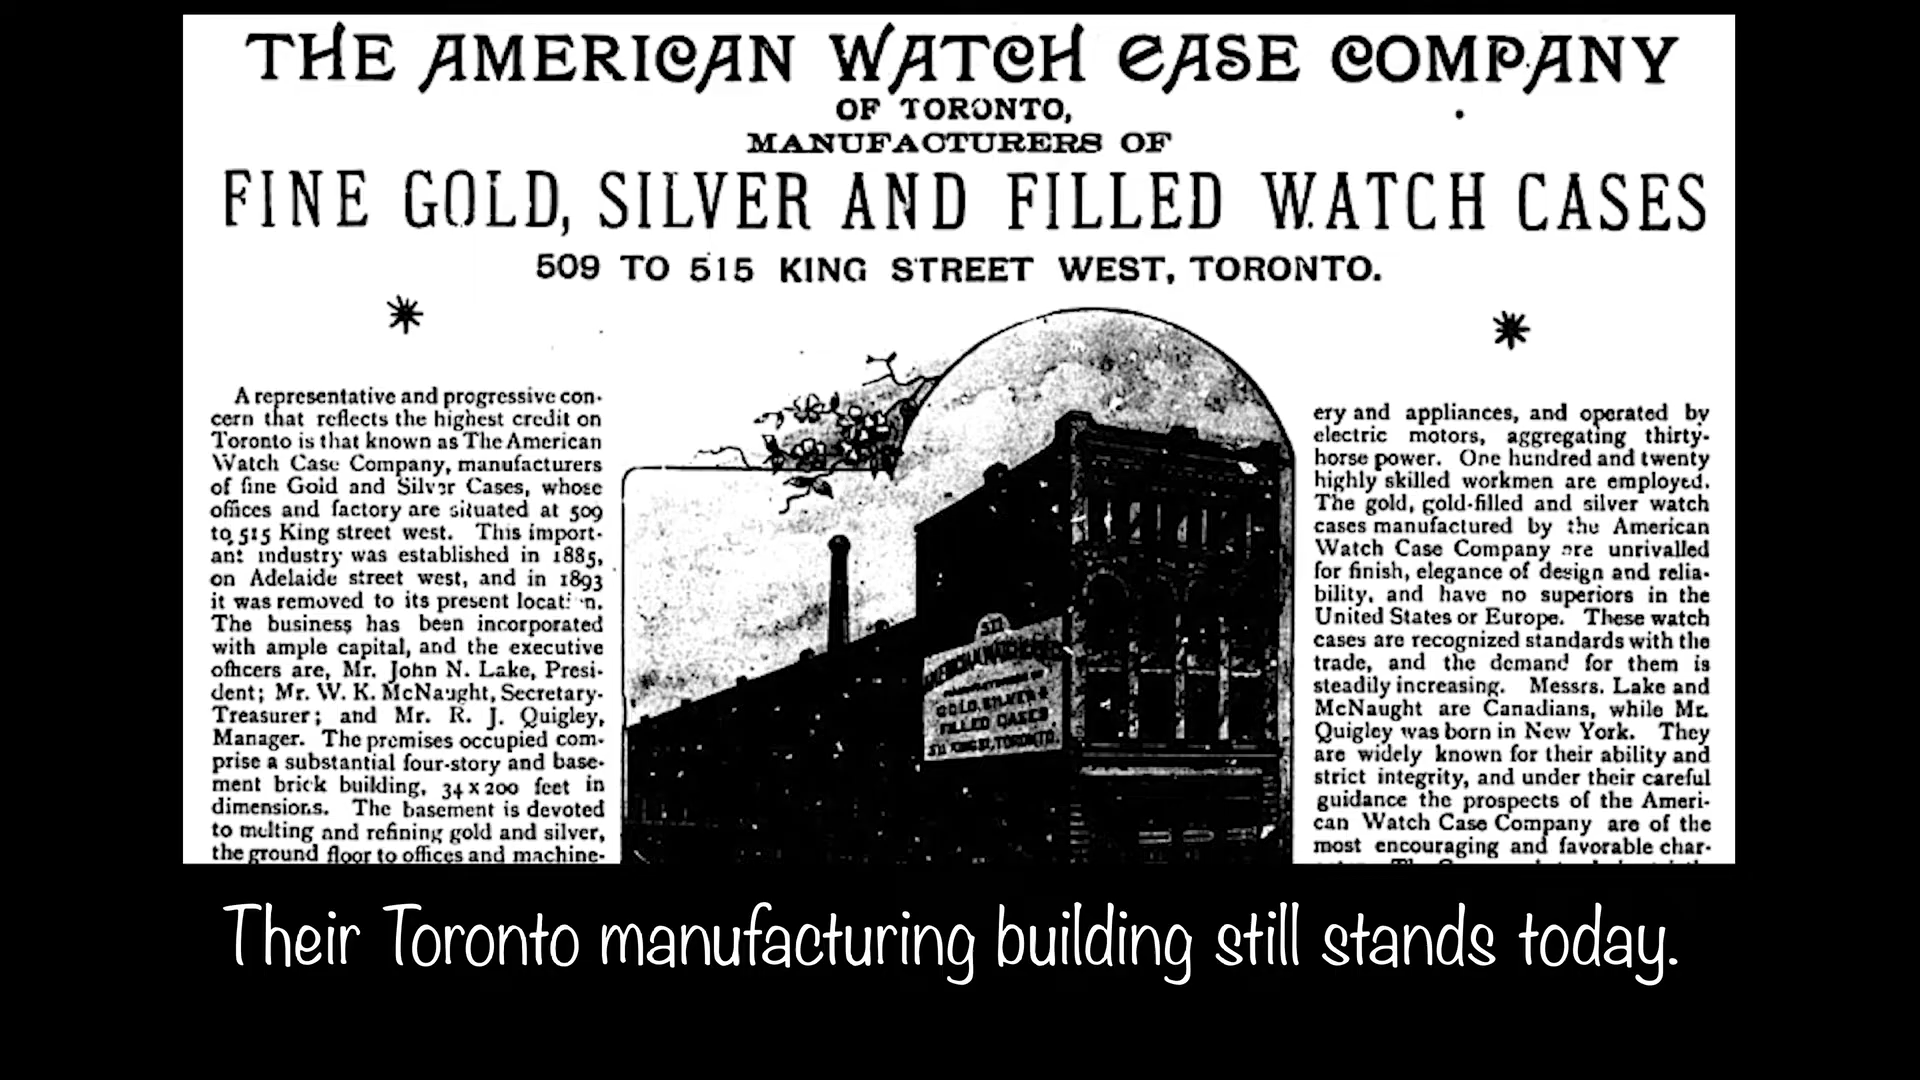 THE AMERICAN WATCH CASE COMPANY
OF TORONTO,
MANUFACTURERS OF
FINE GOLD, SILVER AND FILLED WATCH CASES
509 TO 515 KING STREET WEST, TORONTO.
A representative and progressive con-
cern that reflects the highest credit on
Toronto is that known as The American
Watch Case Company, manufacturers
of fine Gold and Silver Cases, whose
offices and factory are situated at 509
to 515 King street west. This import-
ant industry was established in 1885,
on Adelaide street west, and in 1893
it was removed to its present location.
The business has been incorporated
with ample capital, and the executive
officers are, Mr. John N. Lake, Presi-
dent; Mr. W. K. McNaught, Secretary-
Treasurer; and Mr. R. J. Quigley,
Manager. The premises occupied com-
prise a substantial four-story and base-
ment brick building, 34 x 200 feet in
dimensions. The basement is devoted
to melting and refining gold and silver,
the ground floor to offices and machine-
GOLD, SILVER &
FILLED CASES
511 KING ST, TORONTO.
ery and appliances, and operated by
electric motors, aggregating thirty-
horse power. One hundred and twenty
highly skilled workmen are employed.
The gold, gold-filled and silver watch
cases manufactured by the American
Watch Case Company are unrivalled
for finish, elegance of design and relia-
bility, and have no superiors in the
United States or Europe. These watch
cases are recognized standards with the
trade, and the demand for them is
steadily increasing. Messrs. Lake and
McNaught are Canadians, while Mr.
Quigley was born in New York. They
are widely known for their ability and
strict integrity, and under their careful
guidance the prospects of the Ameri-
can Watch Case Company are of the
most encouraging and favorable char-
Their Toronto manufacturing building still stands today.